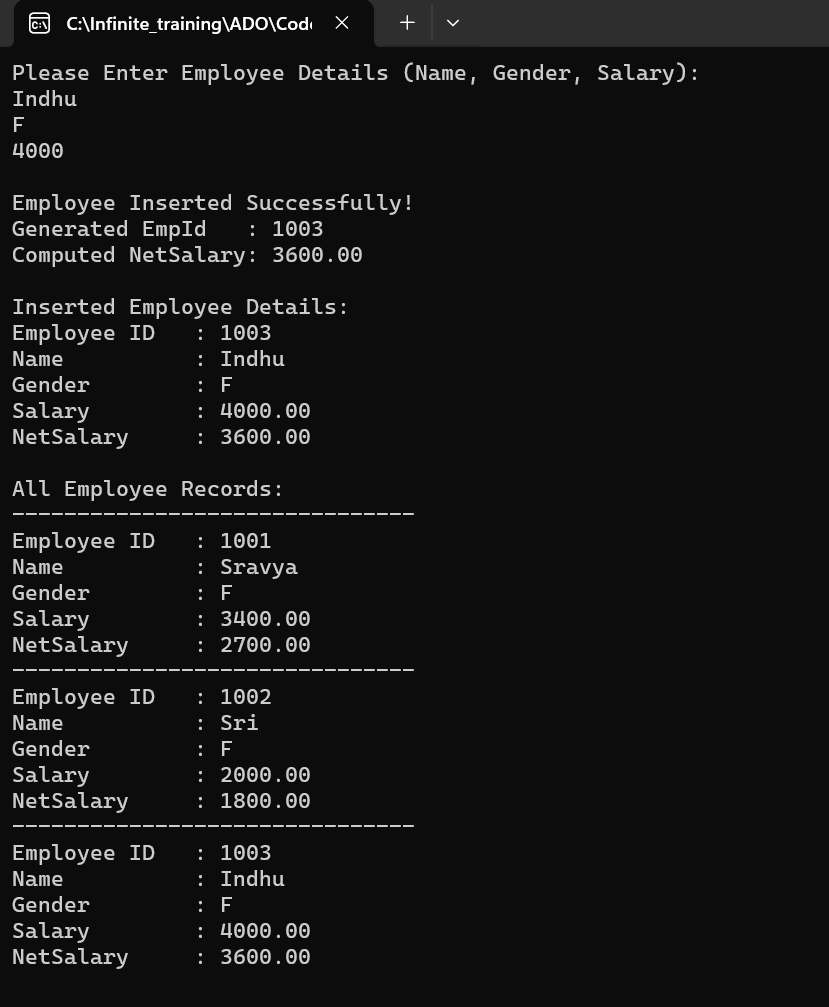 C:\Infinite_training\ADO\Cod
Please Enter Employee Details (Name, Gender, Salary):
Indhu
F
4000
Employee Inserted Successfully!
Generated EmpId   : 1003
Computed NetSalary: 3600.00
Inserted Employee Details:
Employee ID   : 1003
Name          : Indhu
Gender        : F
Salary        : 4000.00
NetSalary     : 3600.00
All Employee Records:
-------------------------------
Employee ID   : 1001
Name          : Sravya
Gender        : F
Salary        : 3400.00
NetSalary     : 2700.00
-------------------------------
Employee ID   : 1002
Name          : Sri
Gender        : F
Salary        : 2000.00
NetSalary     : 1800.00
-------------------------------
Employee ID   : 1003
Name          : Indhu
Gender        : F
Salary        : 4000.00
NetSalary     : 3600.00